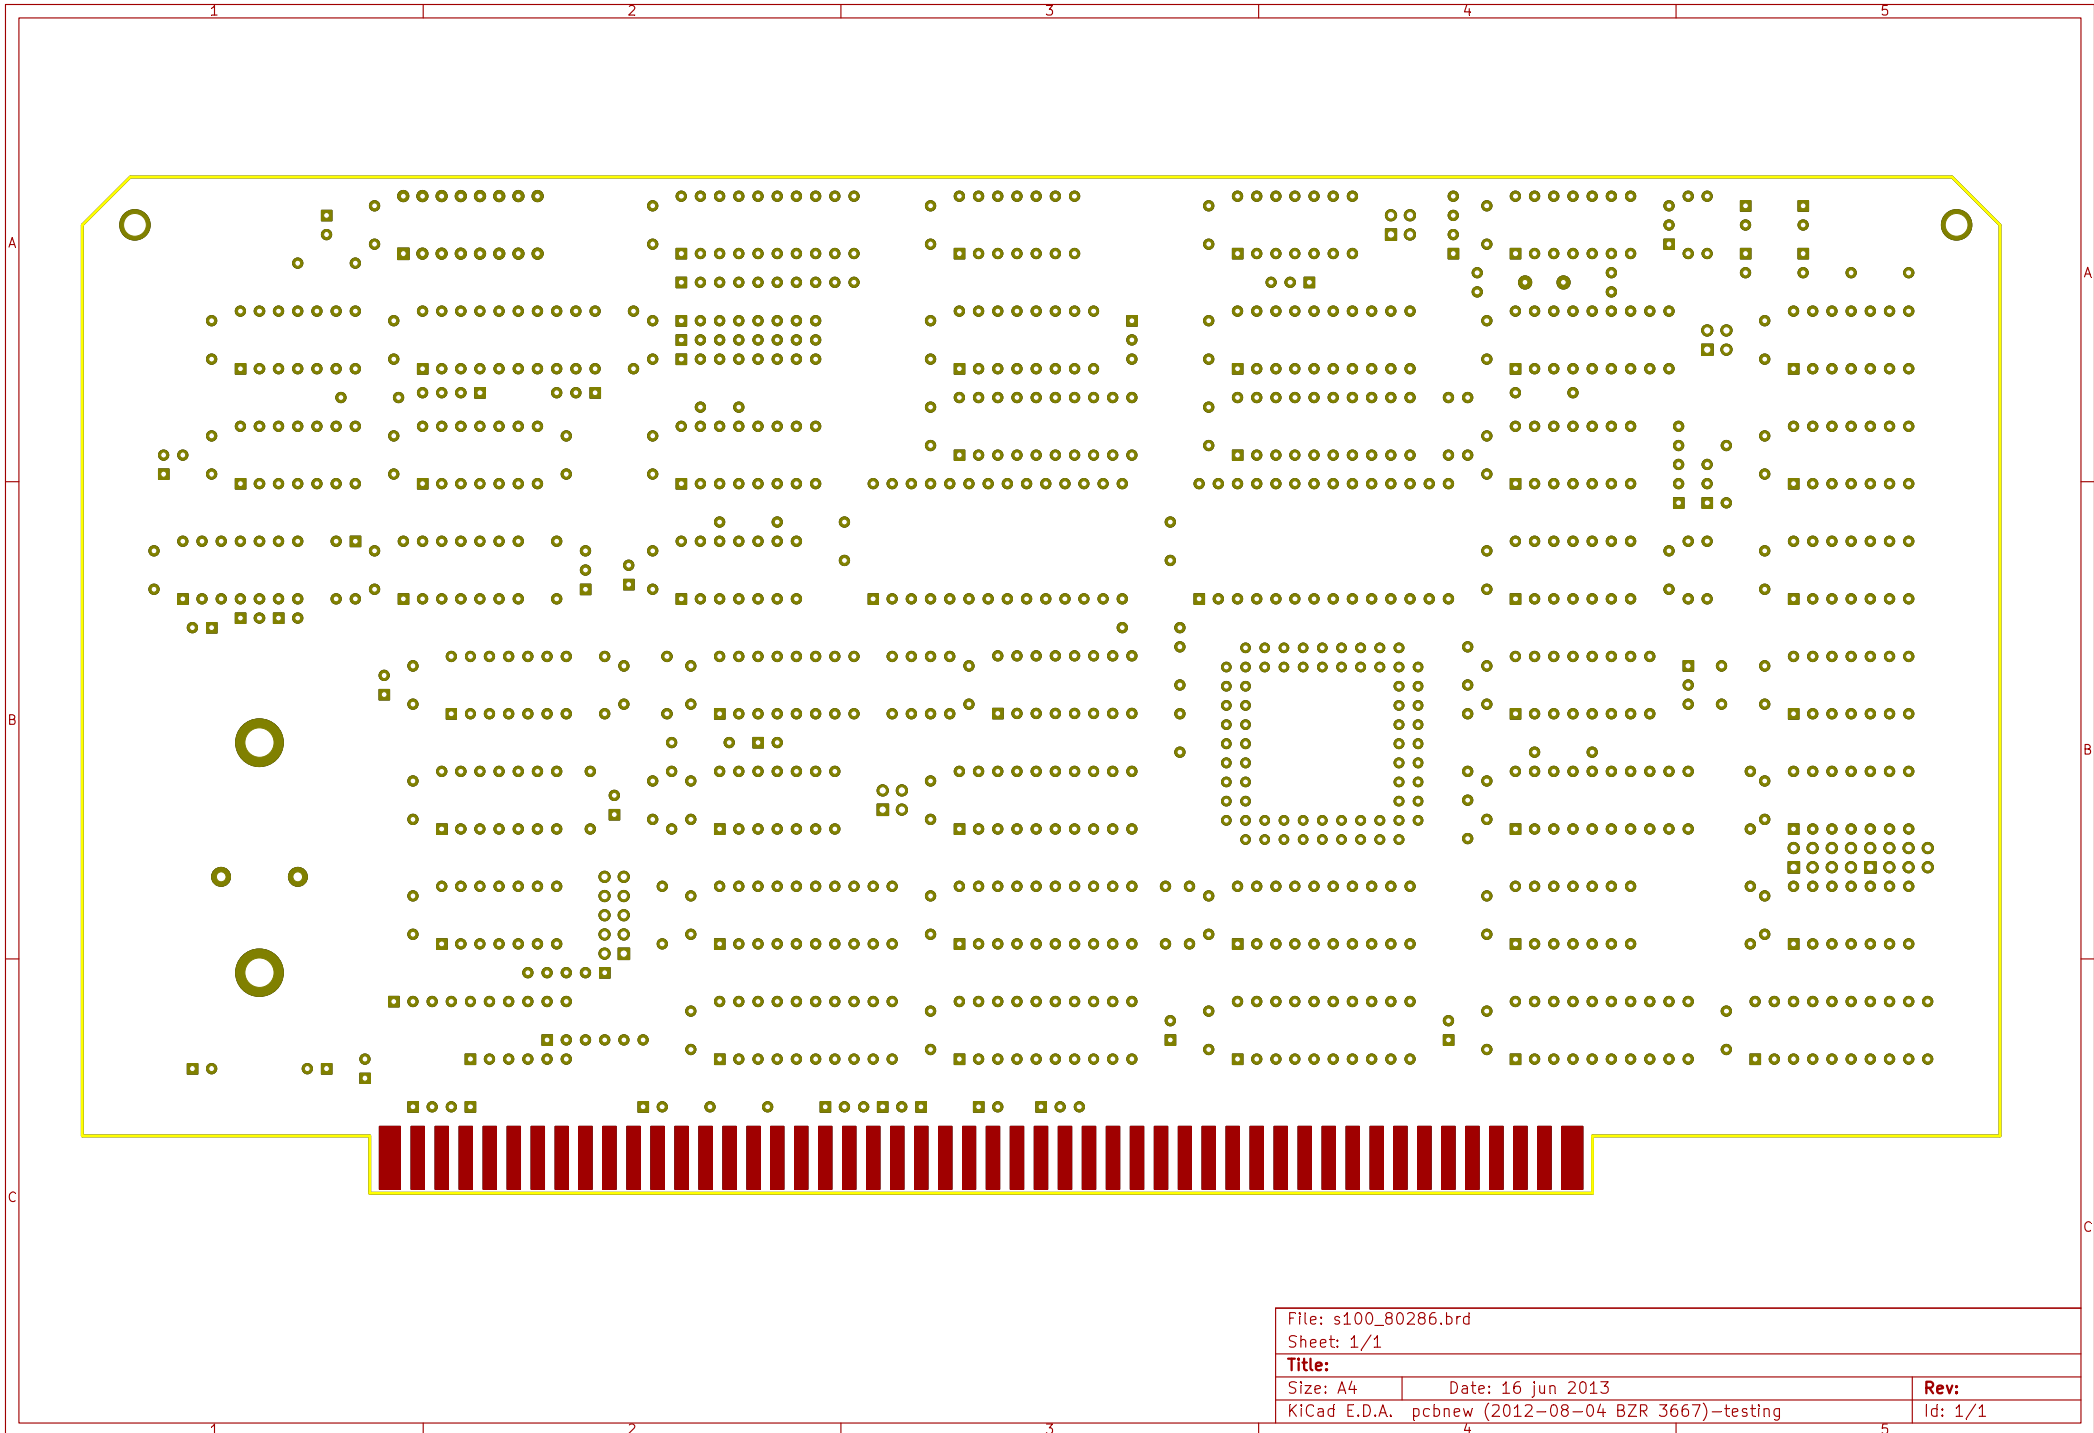 1 2 3 4 5
A A
B B
C C
File: s100_80286.brd
Sheet: 1/1
Title:
Size: A4 Date: 16 jun 2013 Rev:
KiCad E.D.A. pcbnew (2012-08-04 BZR 3667)-testing Id: 1/1
1 2 3 4 5